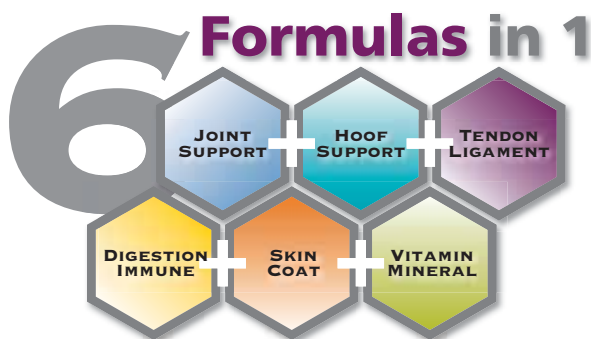 6 Formulas in 1
JOINT
SUPPORT
HOOF
SUPPORT
TENDON
LIGAMENT
DIGESTION
IMMUNE
SKIN
COAT
VITAMIN
MINERAL